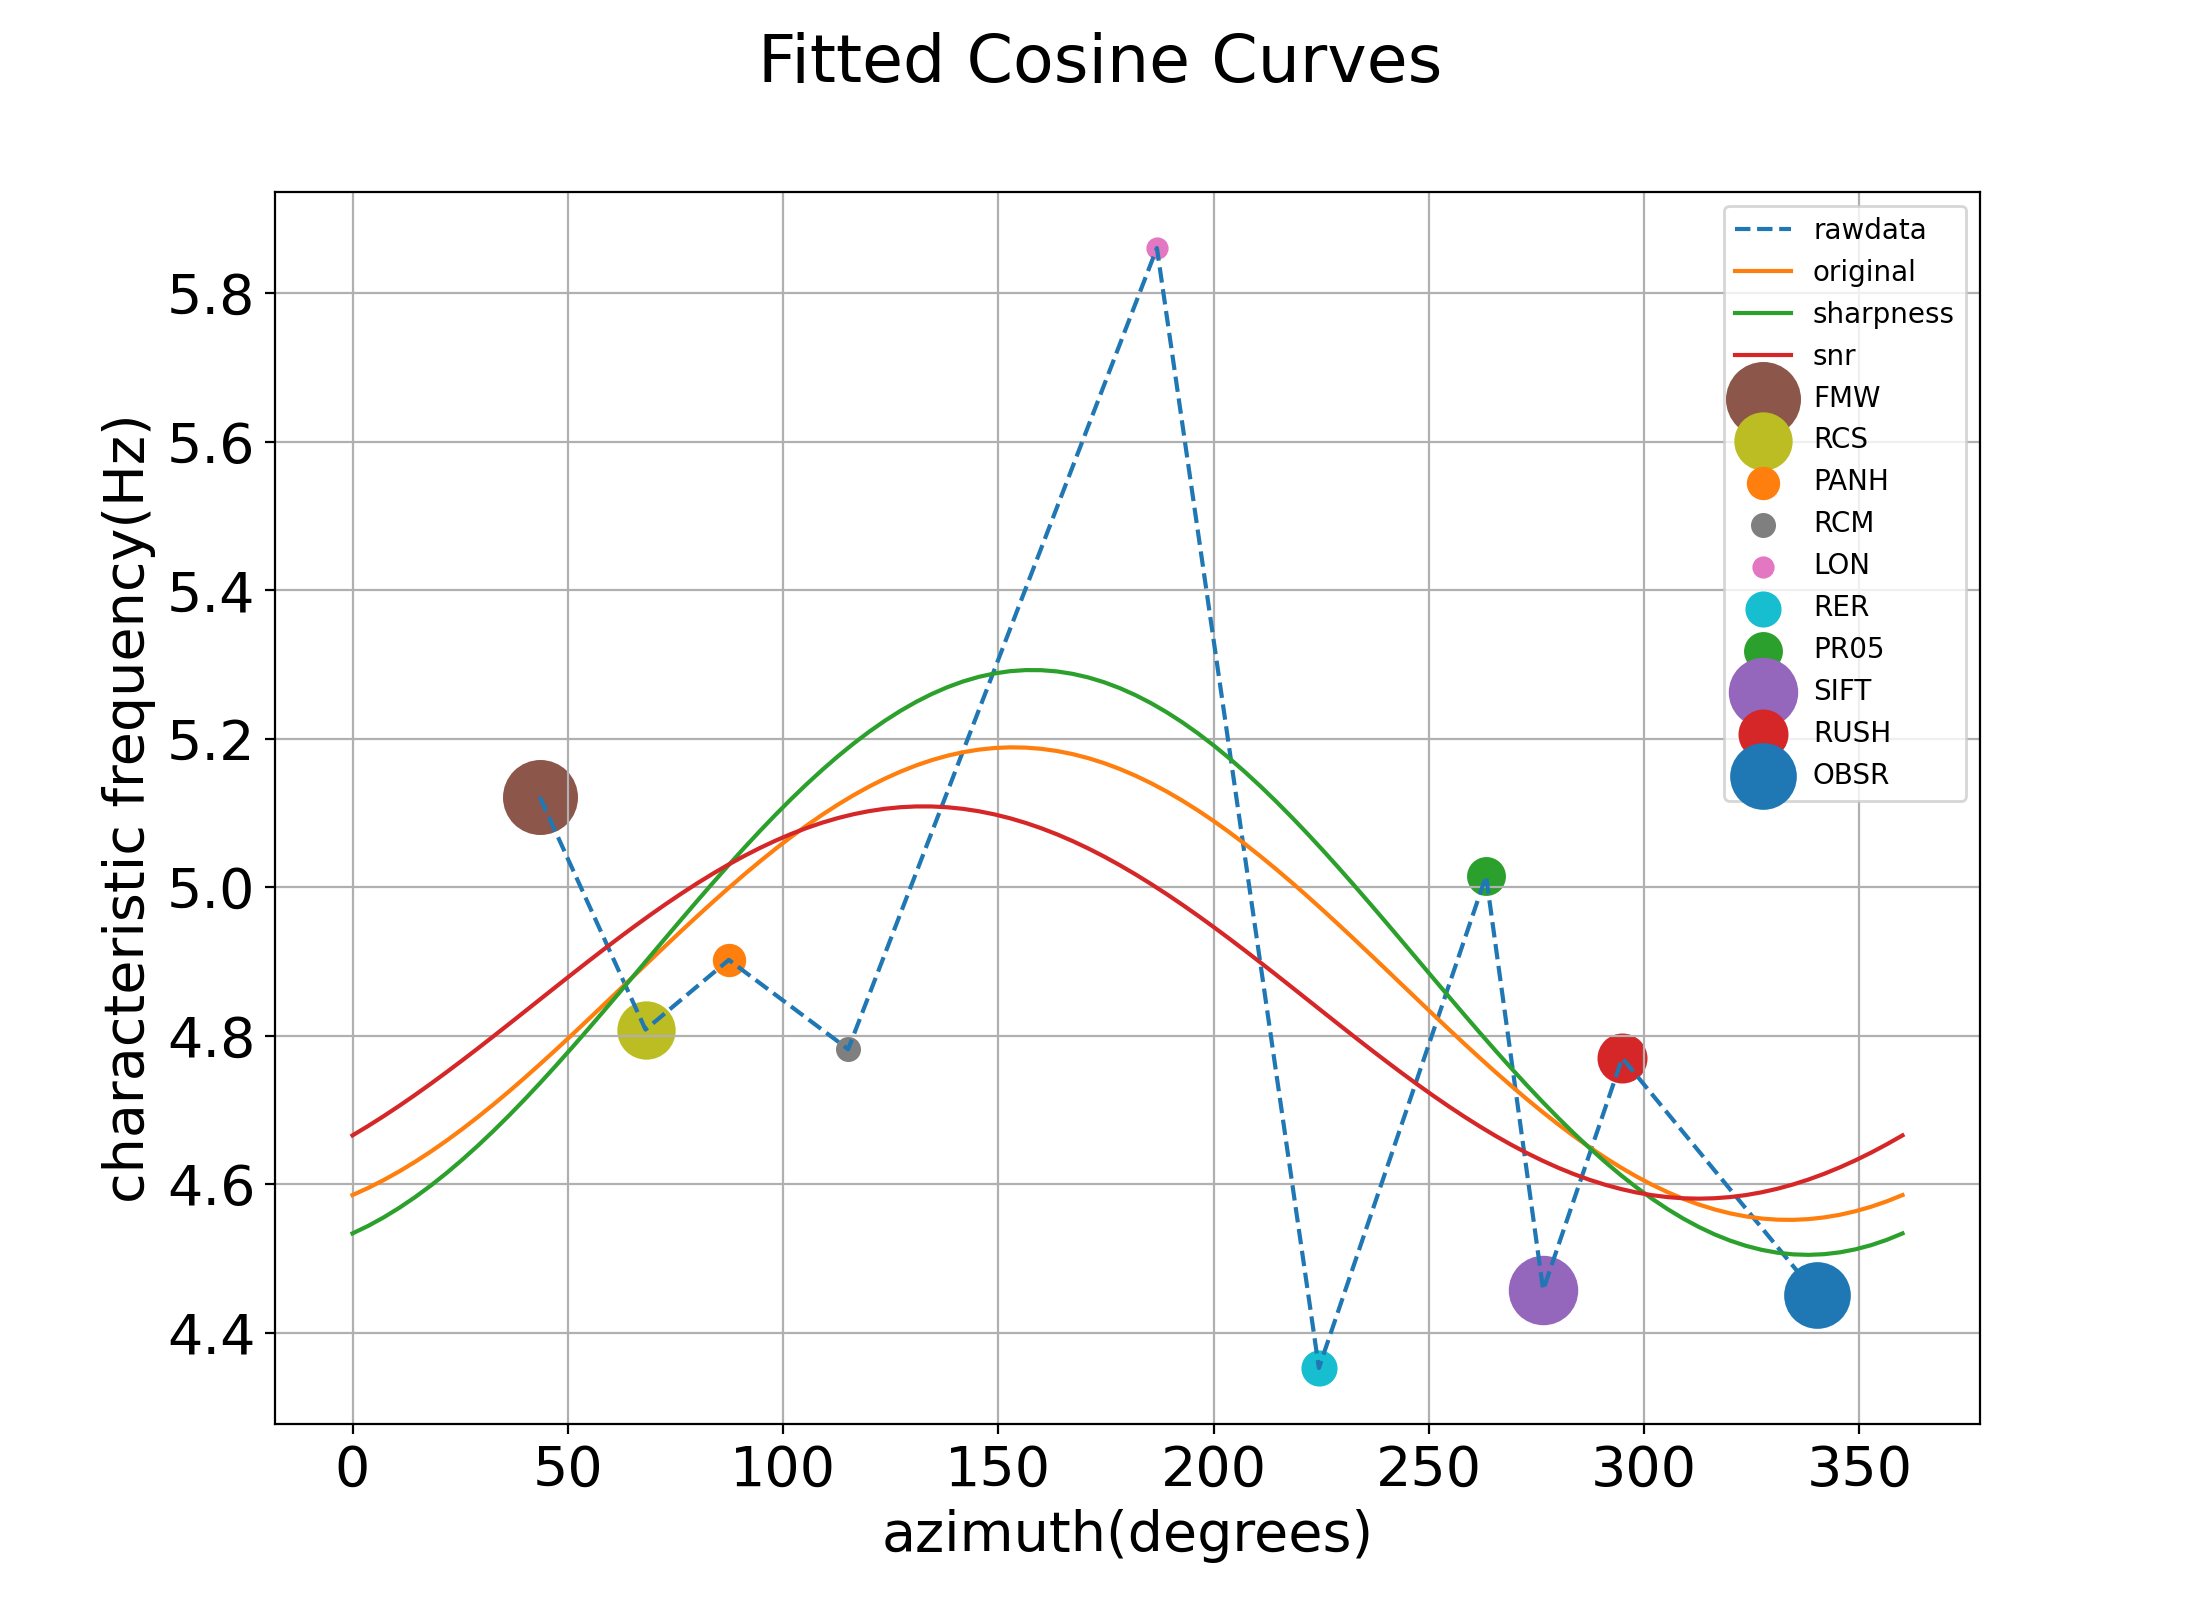 Fitted Cosine Curves
rawdata
original
sharpness
snr
FMW
RCS
PANH
RCM
LON
RER
PR05
SIFT
RUSH
OBSR
characteristic frequency(Hz)
5.8
5.6
5.4
5.2
5.0
4.8
4.6
4.4
0 50 100 150 200 250 300 350
azimuth(degrees)